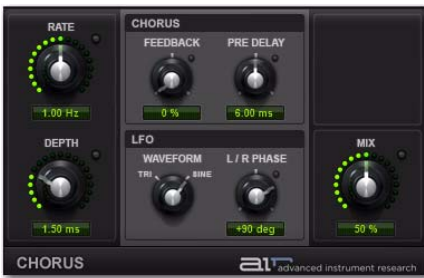 RATE
1.00 Hz
DEPTH
1.50 ms
CHORUS
FEEDBACK PRE DELAY
0 % 6.00 ms
LFO
WAVEFORM L / R PHASE
TRI SINE
+90 deg
MIX
50 %
CHORUS
air advanced instrument research